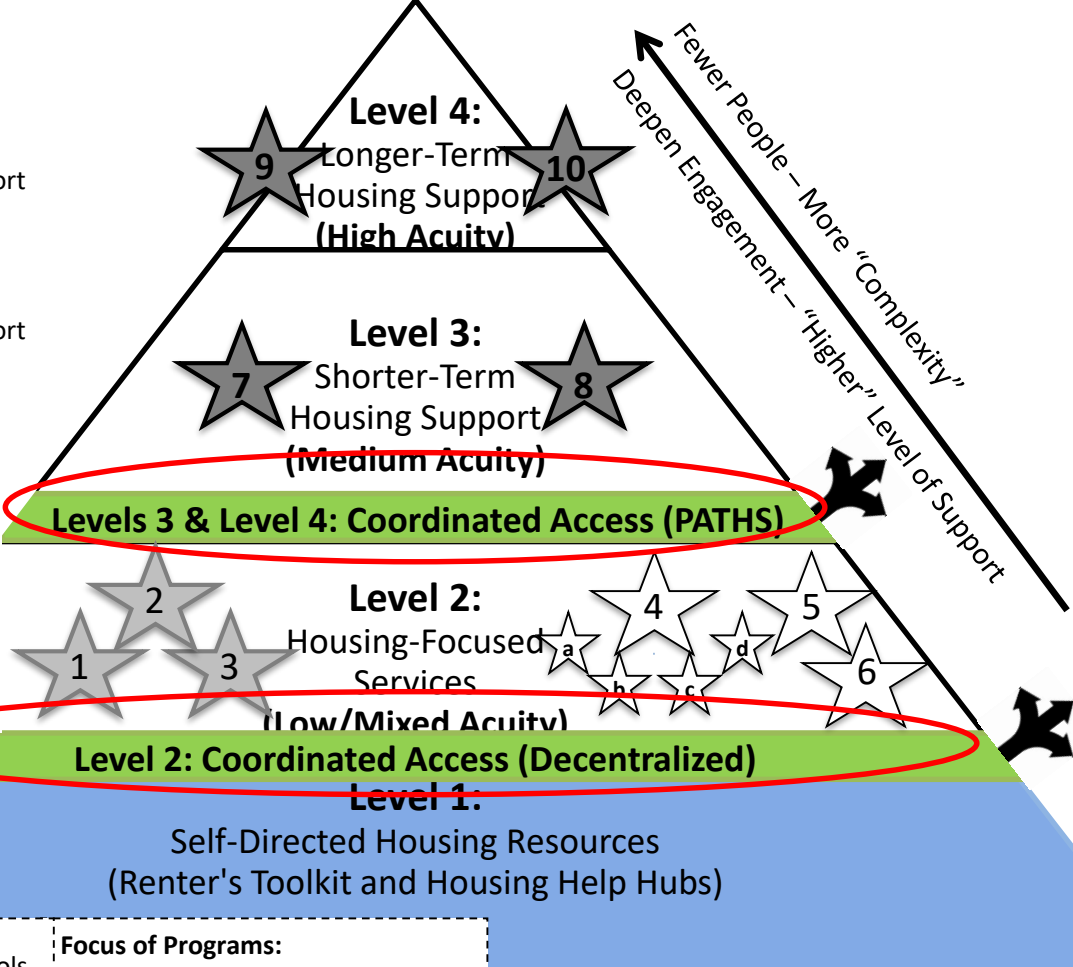 Level 4:
9
Longer-Term
10
Housing Support
(High Acuity)
ort
Fewer People – More “Complexity”
Deepen Engagement – “Higher” Level of Support
ort
Level 3:
7
Shorter-Term
8
Housing Support
(Medium Acuity)
Levels 3 & Level 4: Coordinated Access (PATHS)
2
Level 2:
4
5
1
3
Housing-Focused
a
d
6
Services
b
c
(Low/Mixed Acuity)
Level 2: Coordinated Access (Decentralized)
Level 1:
Self-Directed Housing Resources
(Renter's Toolkit and Housing Help Hubs)
Focus of Programs:
ols